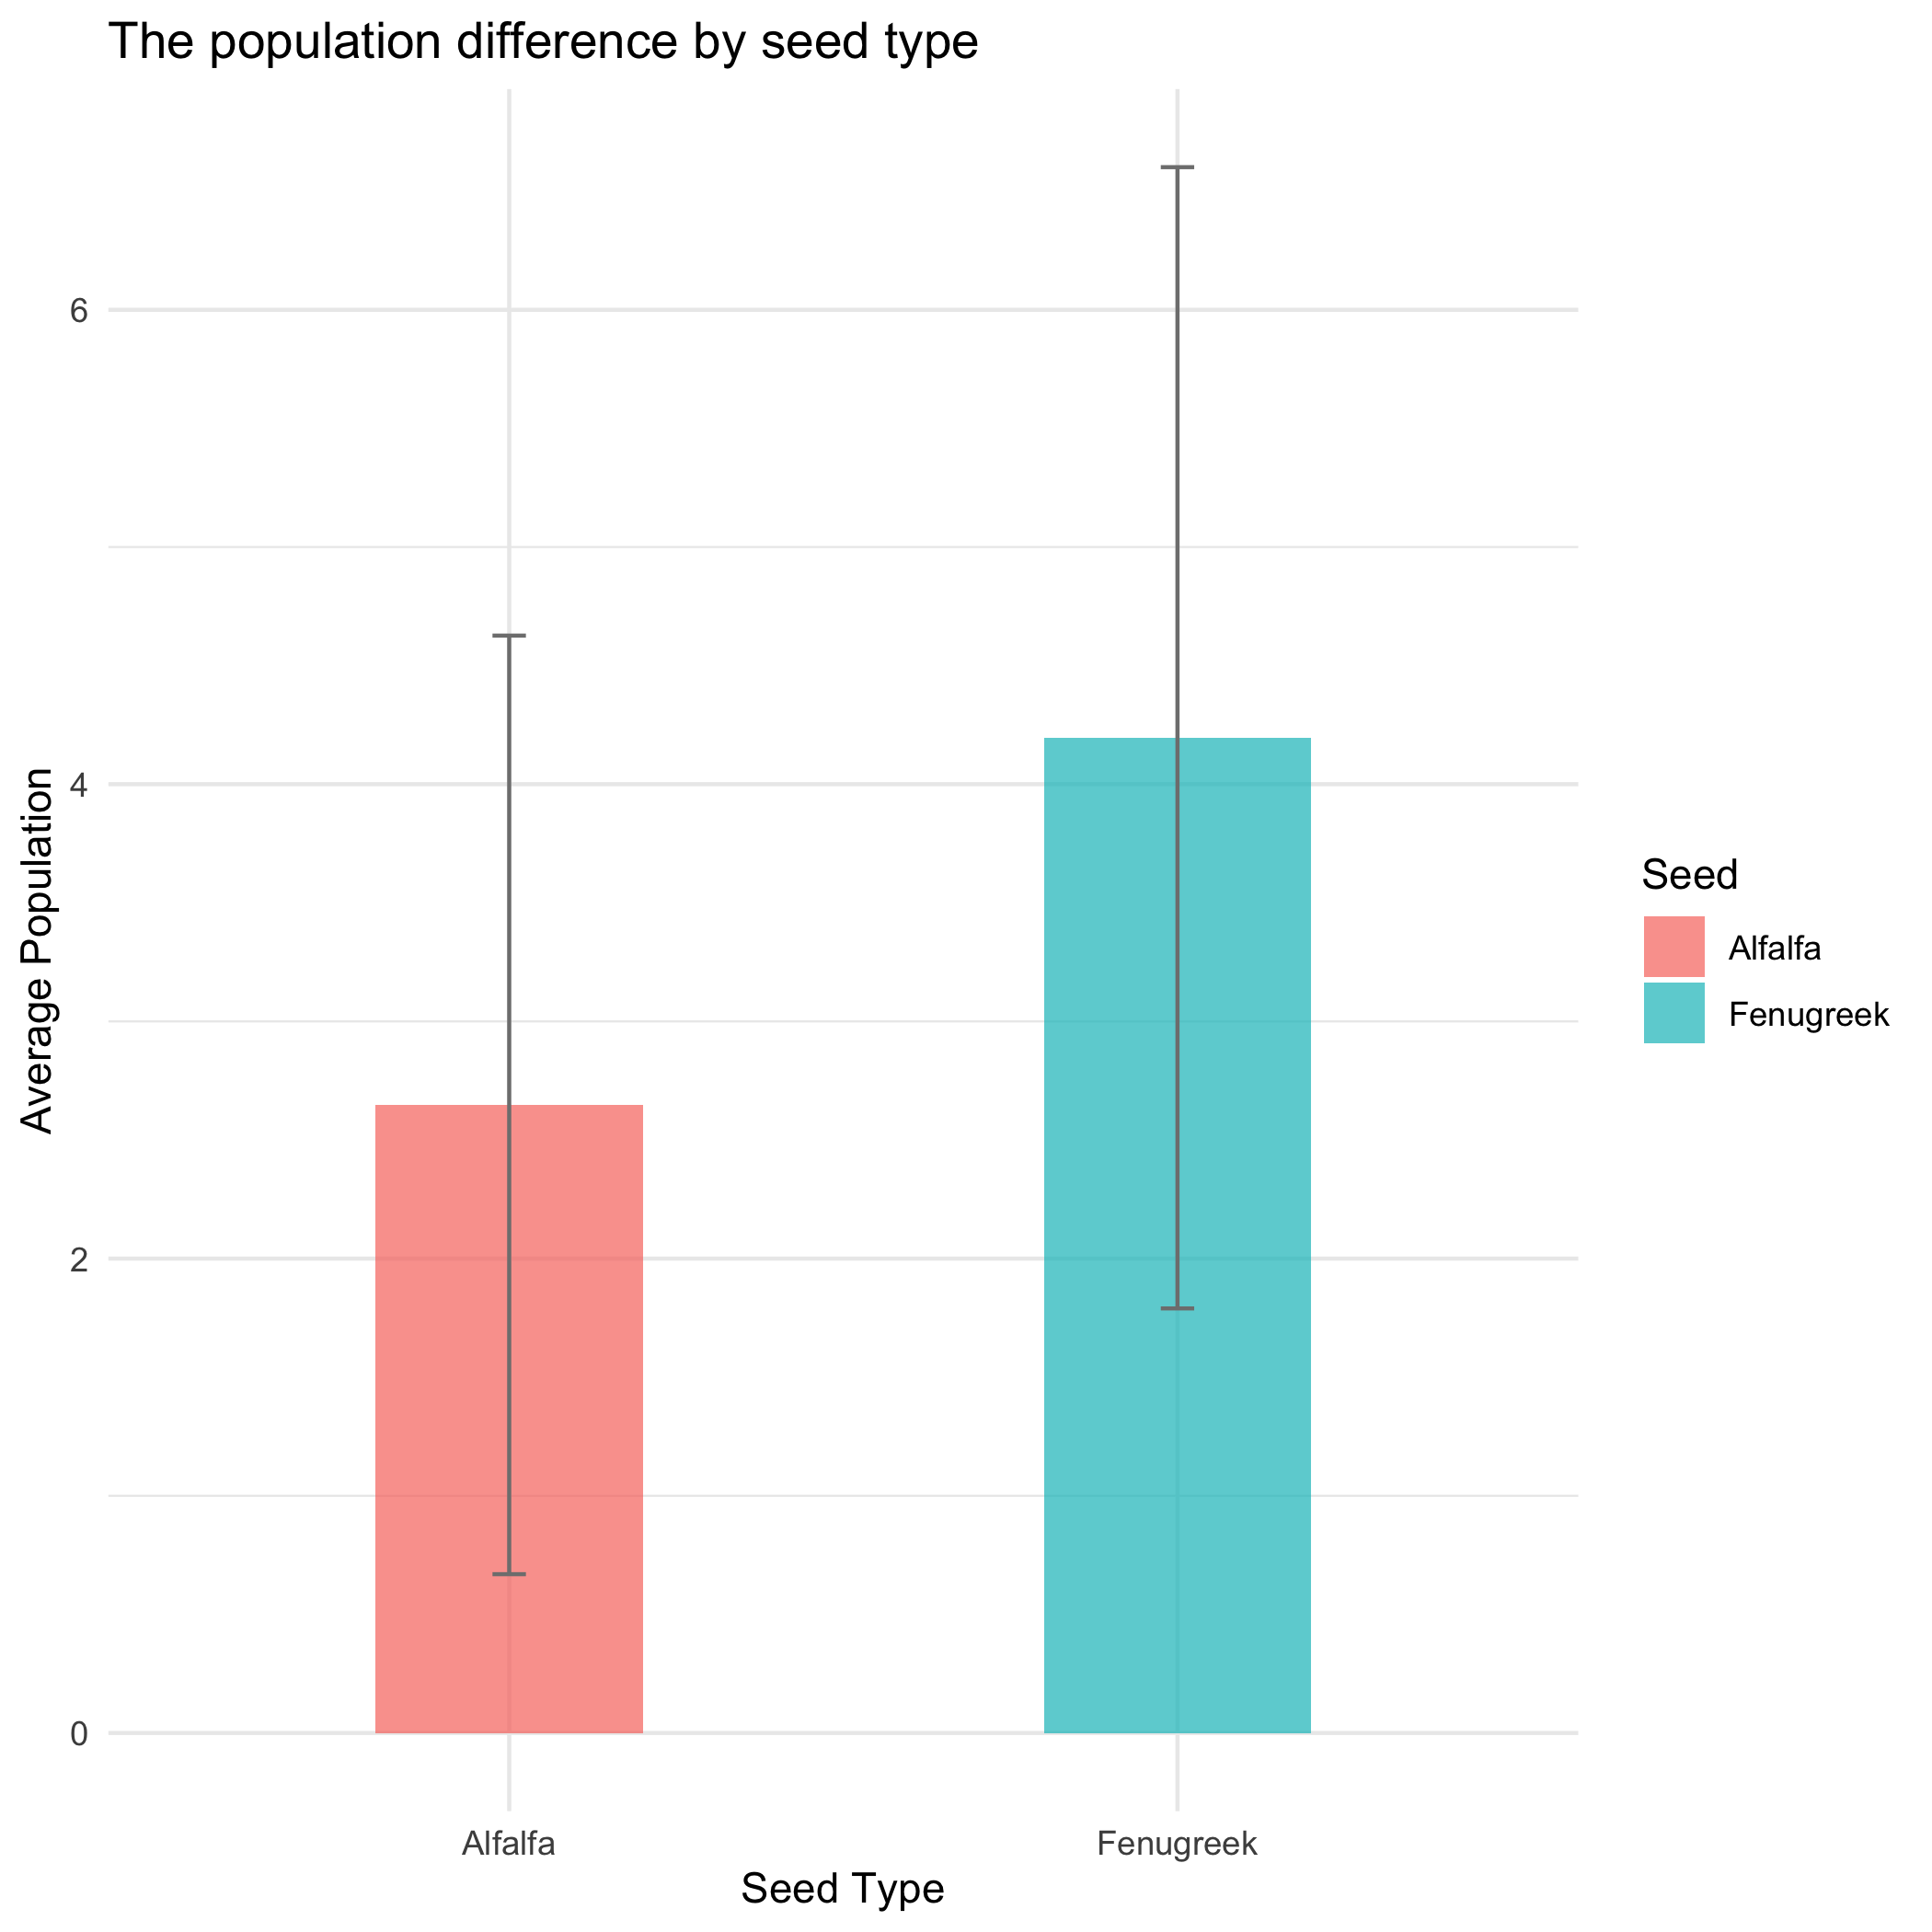 The population difference by seed type
Average Population
6
4
2
0
Alfalfa
Fenugreek
Seed Type
Seed
Alfalfa
Fenugreek